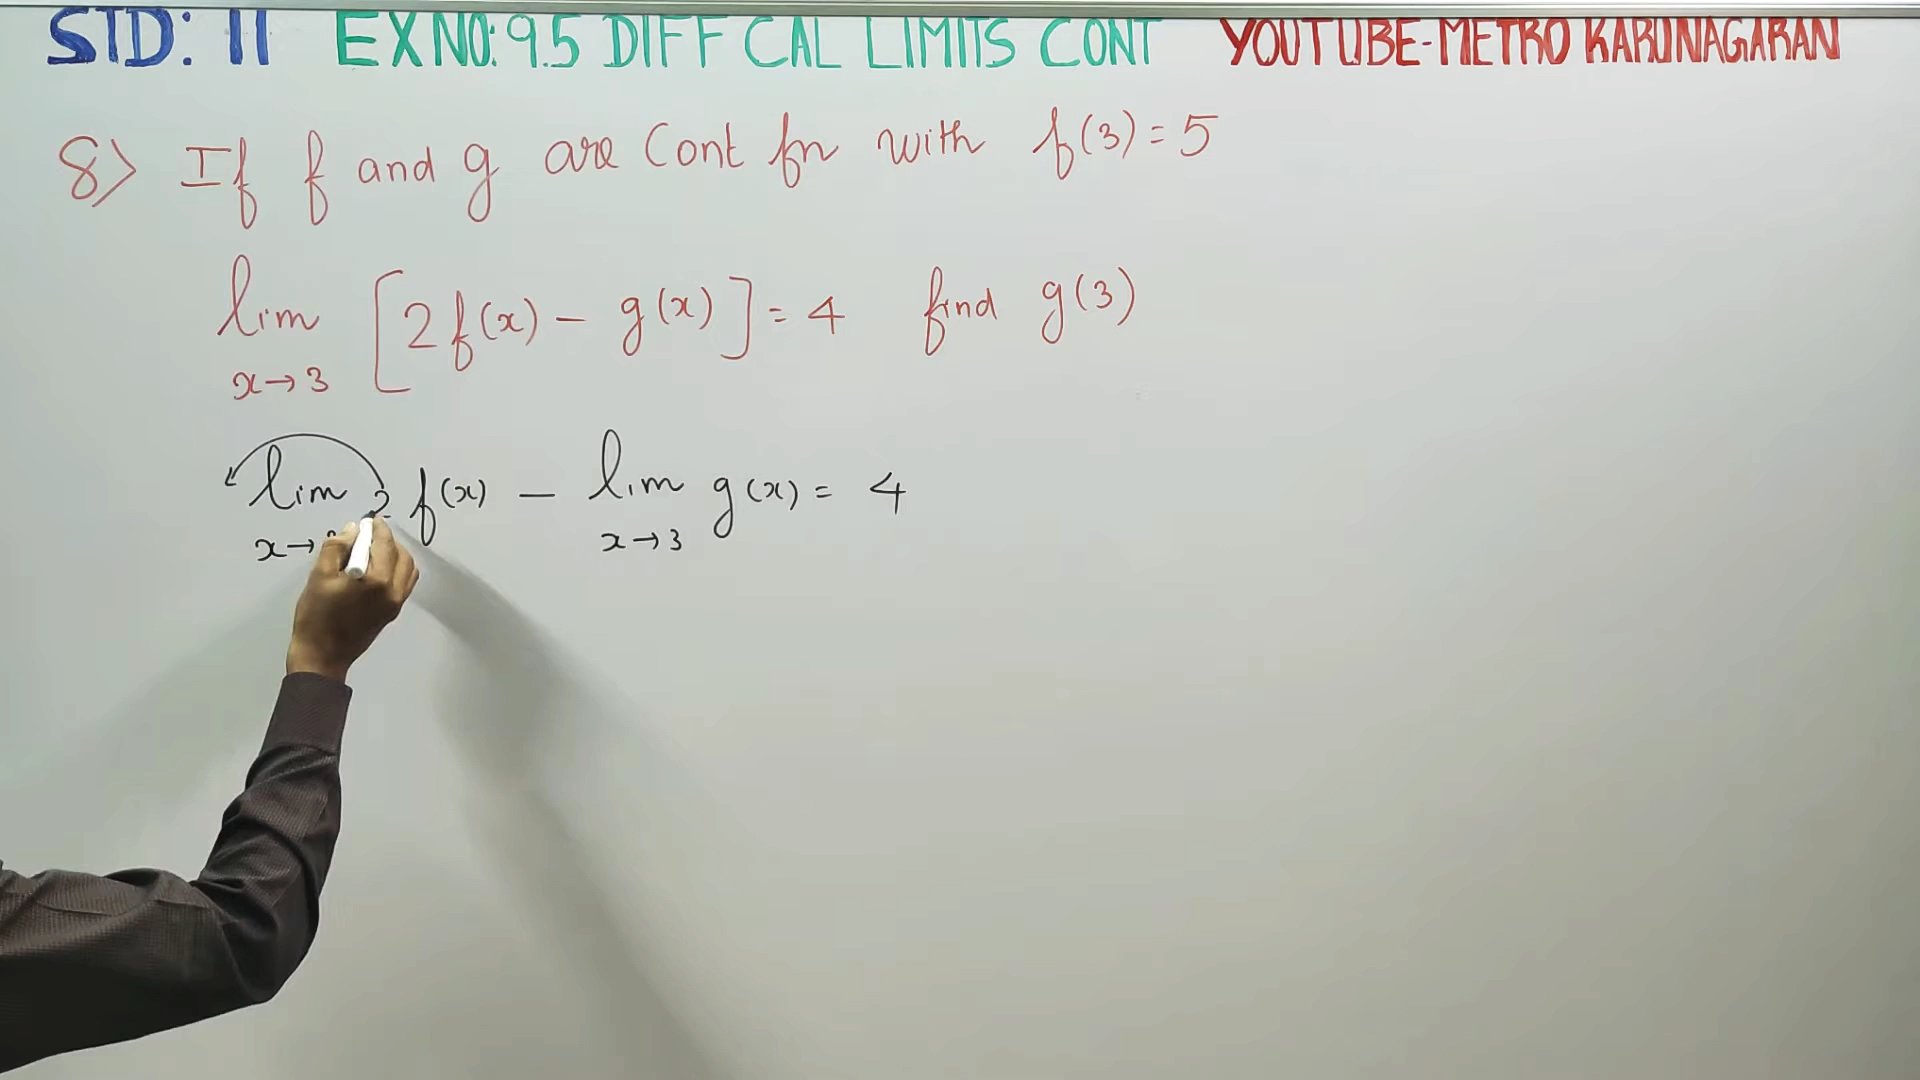 STD: 11 EX NO: 9.5 DIFF CAL LIMITS CONT YOUTUBE-METRO KARUNAGARAN
8) If f and g are Cont fn with f(3) = 5
lim [2f(x) - g(x)] = 4 find g(3)
x→3
lim 2 f(x) - lim g(x) = 4
x→ x→3